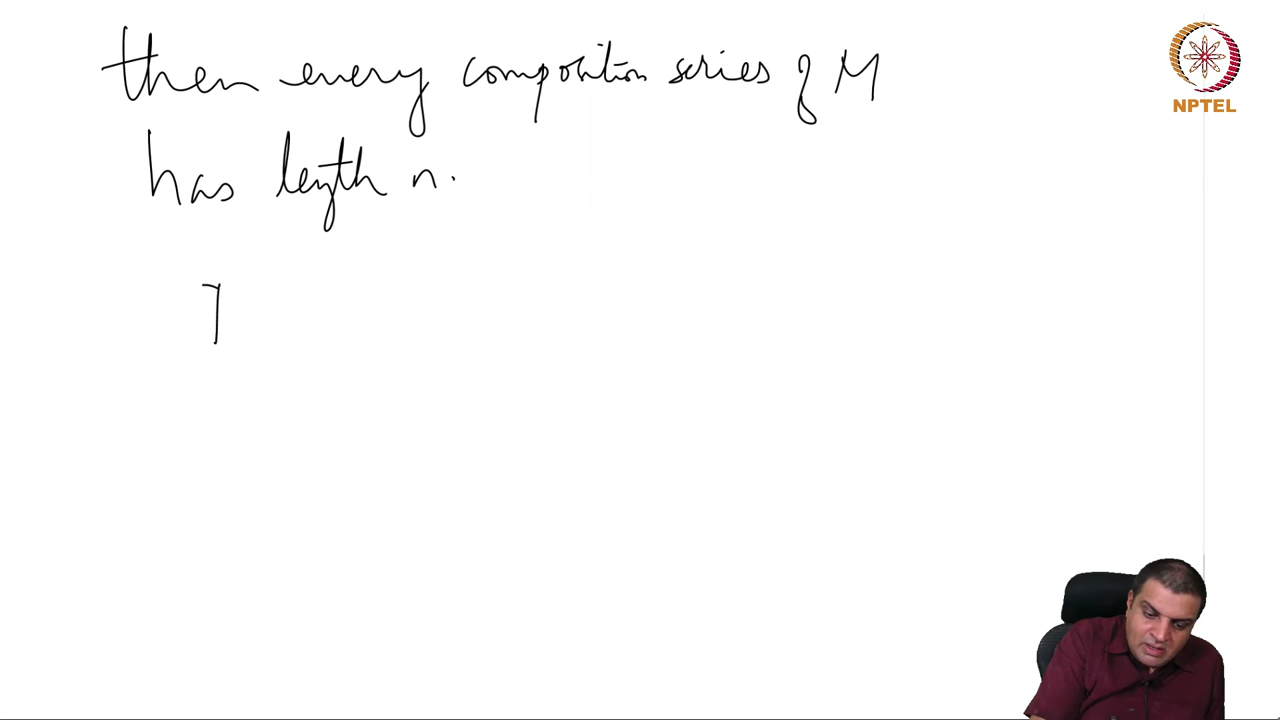 then every composition series of M
has length n.
NPTEL